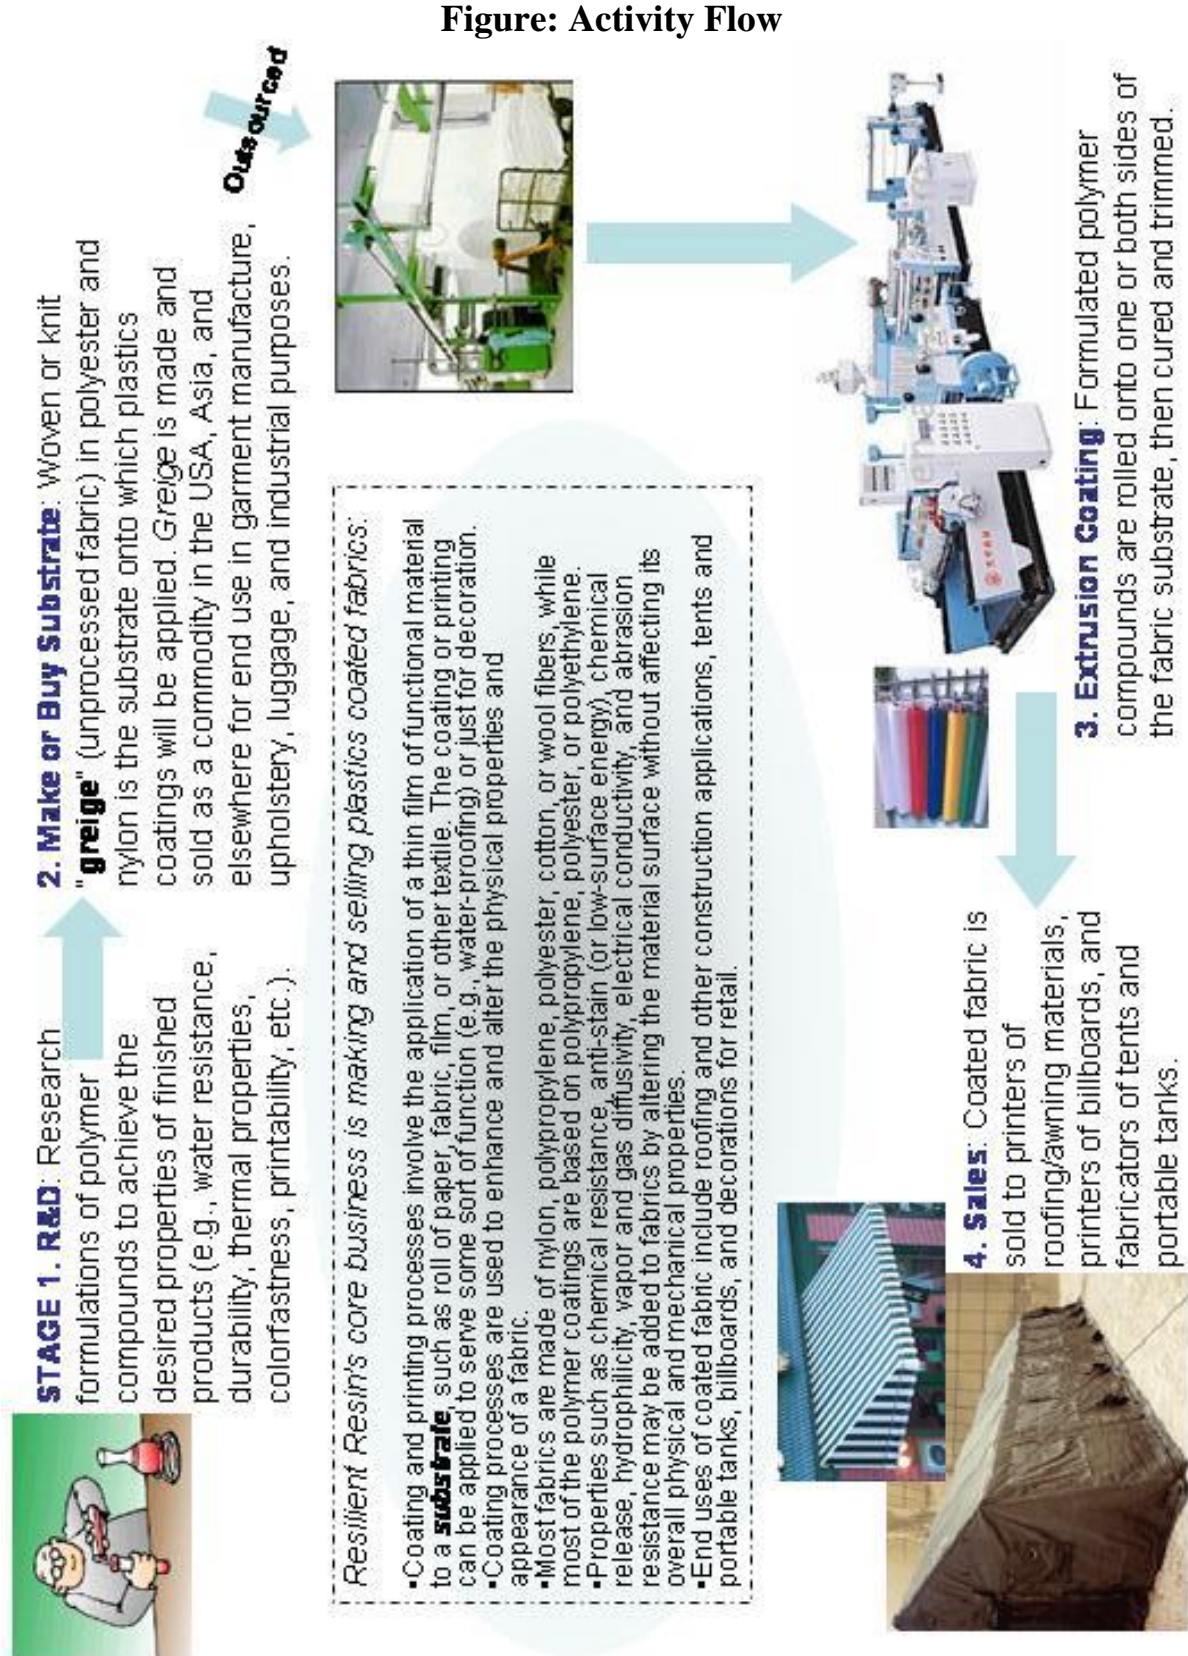 Figure: Activity Flow
STAGE 1. R&D: Research
formulations of polymer
compounds to achieve the
desired properties of finished
products (e.g., water resistance,
durability, thermal properties,
colorfastness, printability, etc.).
2. Make or Buy Substrate: Woven or knit
"greige" (unprocessed fabric) in polyester and
nylon is the substrate onto which plastics
coatings will be applied. Greige is made and
sold as a commodity in the USA, Asia, and
elsewhere for end use in garment manufacture,
upholstery, luggage, and industrial purposes.
Outsourced
Resilient Resin's core business is making and selling plastics coated fabrics:
•Coating and printing processes involve the application of a thin film of functional material
to a substrate, such as roll of paper, fabric, film, or other textile. The coating or printing
can be applied to serve some sort of function (e.g., water-proofing) or just for decoration.
•Coating processes are used to enhance and alter the physical properties and
appearance of a fabric.
•Most fabrics are made of nylon, polypropylene, polyester, cotton, or wool fibers, while
most of the polymer coatings are based on polypropylene, polyester, or polyethylene.
•Properties such as chemical resistance, anti-stain (or low-surface energy), chemical
release, hydrophilicity, vapor and gas diffusivity, electrical conductivity, and abrasion
resistance may be added to fabrics by altering the material surface without affecting its
overall physical and mechanical properties.
•End uses of coated fabric include roofing and other construction applications, tents and
portable tanks, billboards, and decorations for retail.
3. Extrusion Coating: Formulated polymer
compounds are rolled onto one or both sides of
the fabric substrate, then cured and trimmed.
4. Sales: Coated fabric is
sold to printers of
roofing/awning materials,
printers of billboards, and
fabricators of tents and
portable tanks.